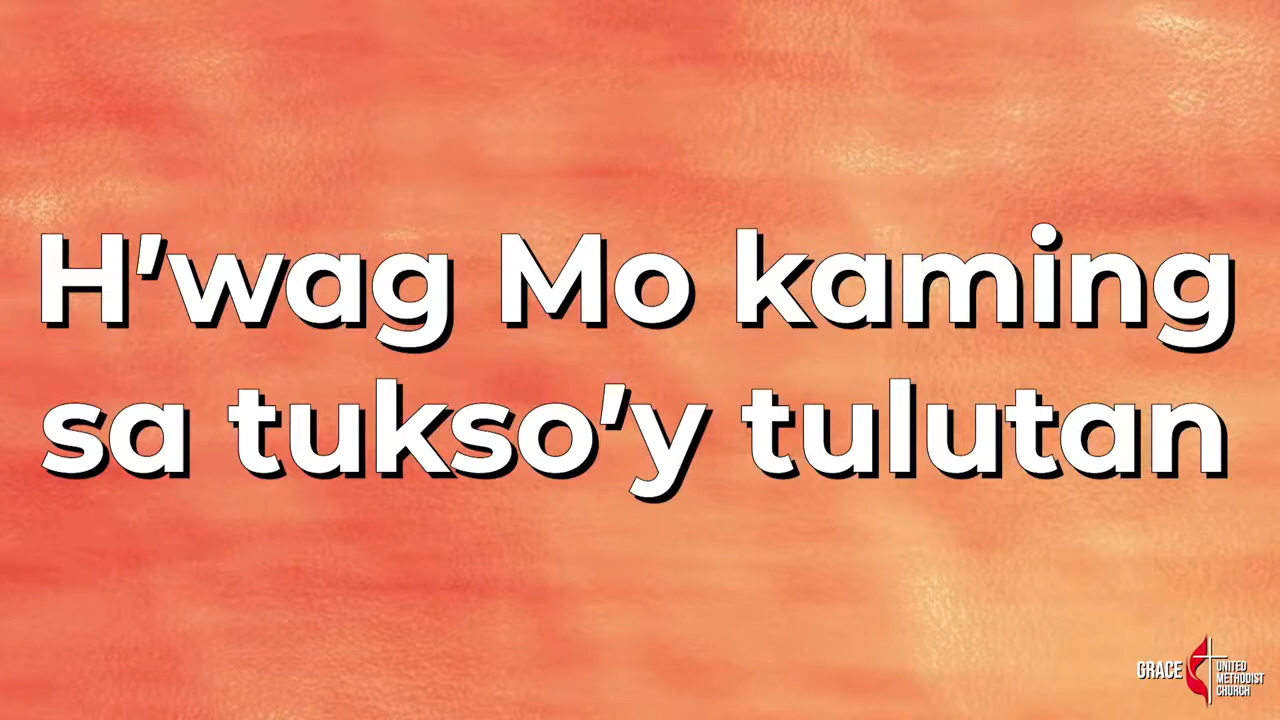 H'wag Mo kaming
sa tukso'y tulutan
GRACE
UNITED
METHODIST
CHURCH